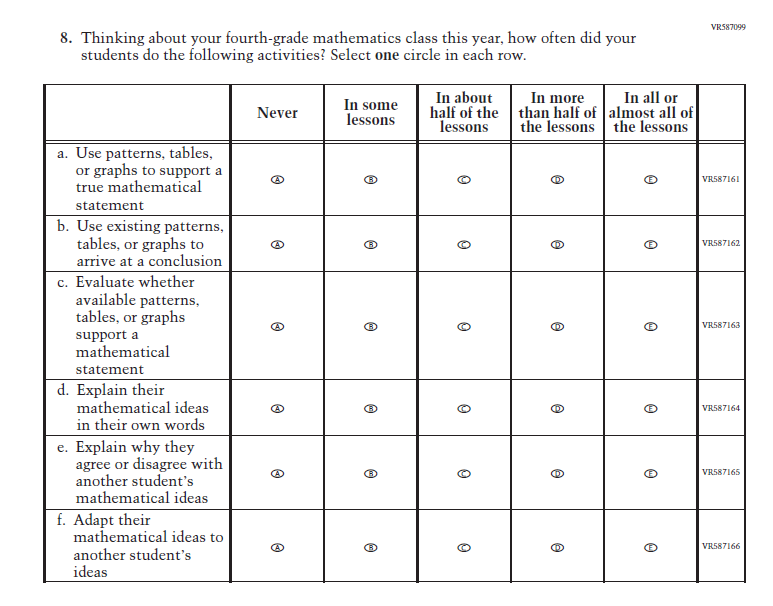 VR587099
8. Thinking about your fourth-grade mathematics class this year, how often did your
students do the following activities? Select one circle in each row.
Never
In some
lessons
In about
half of the
lessons
In more
than half of
the lessons
In all or
almost all of
the lessons
a. Use patterns, tables,
or graphs to support a
true mathematical
statement
A B C D E VR587161
b. Use existing patterns,
tables, or graphs to
arrive at a conclusion
A B C D E VR587162
c. Evaluate whether
available patterns,
tables, or graphs
support a
mathematical
statement
A B C D E VR587163
d. Explain their
mathematical ideas
in their own words
A B C D E VR587164
e. Explain why they
agree or disagree with
another student's
mathematical ideas
A B C D E VR587165
f. Adapt their
mathematical ideas to
another student's
ideas
A B C D E VR587166